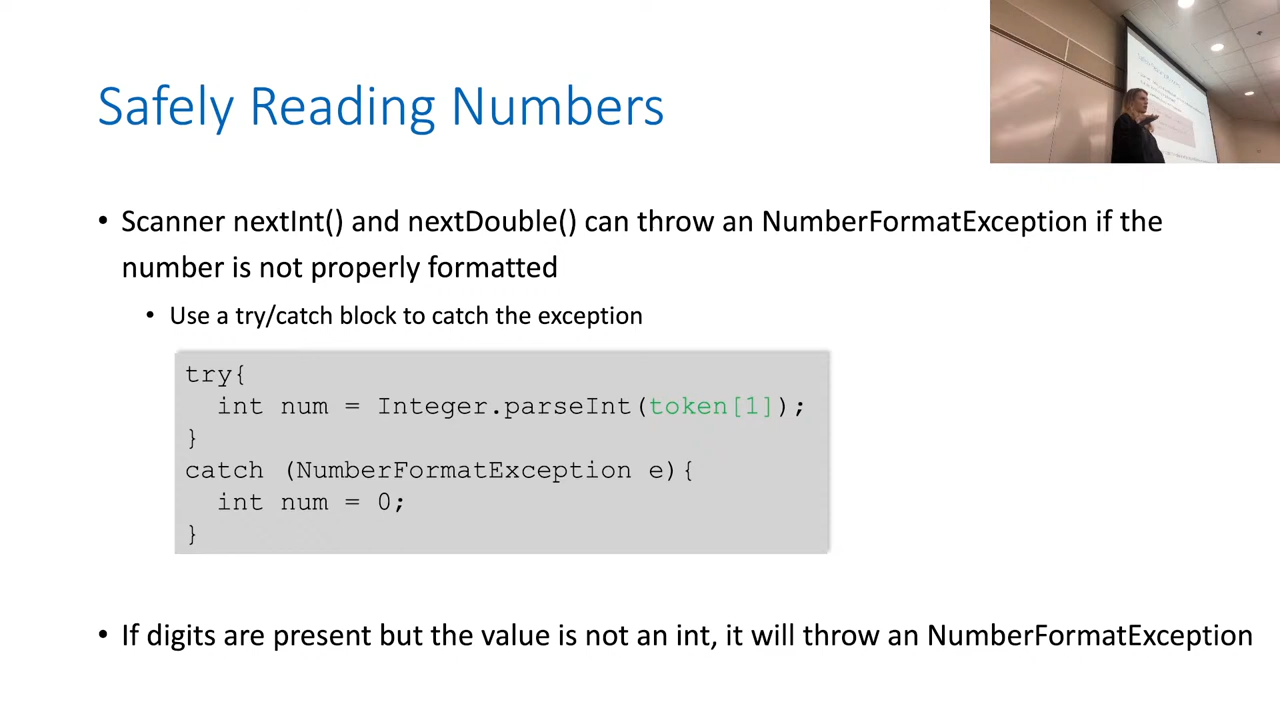 Safely Reading Numbers
• Scanner nextInt() and nextDouble() can throw an NumberFormatException if the
number is not properly formatted
• Use a try/catch block to catch the exception
try{
  int num = Integer.parseInt(token[1]);
}
catch (NumberFormatException e){
  int num = 0;
}
• If digits are present but the value is not an int, it will throw an NumberFormatException